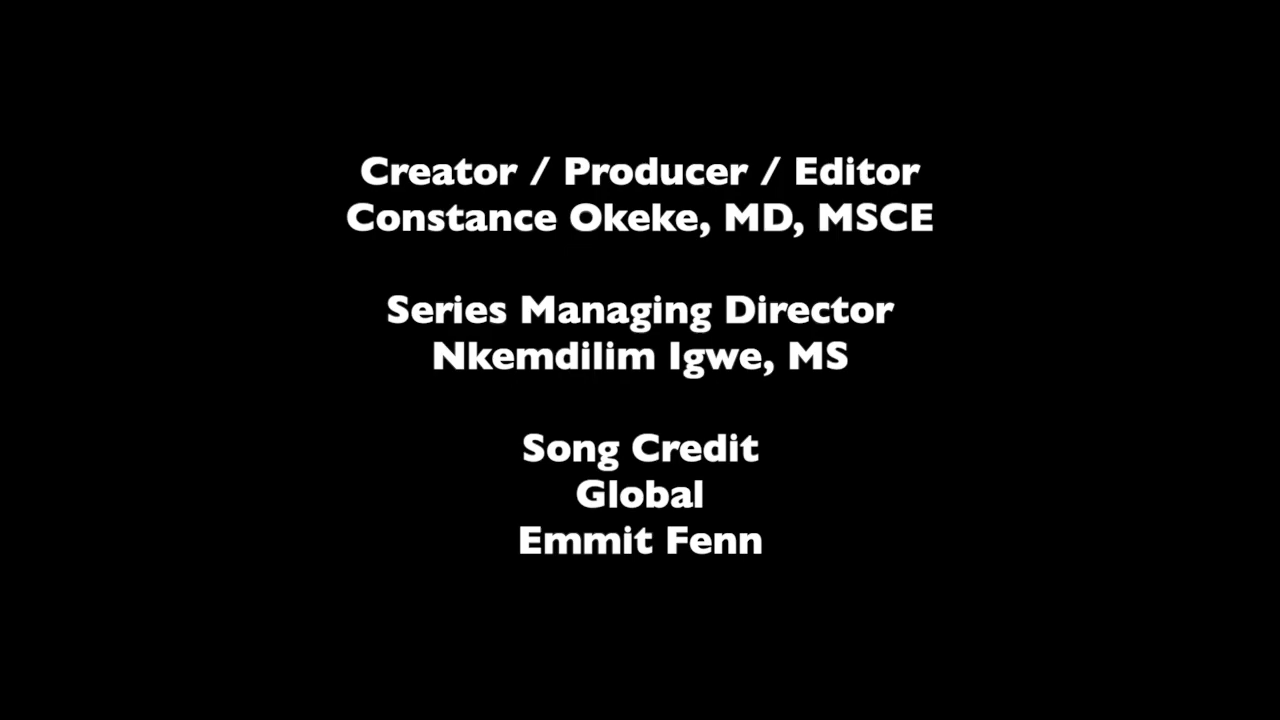 Creator / Producer / Editor
Constance Okeke, MD, MSCE
Series Managing Director
Nkemdilim Igwe, MS
Song Credit
Global
Emmit Fenn